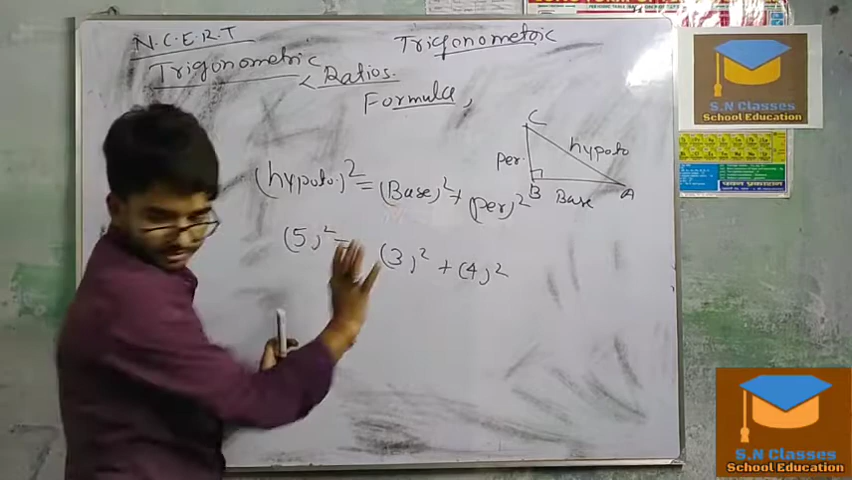 N.C.E.R.T
Trigonometric
Trigonometric
< Ratios.
Formula,
C
per.
hypoto
B
Base
A
(hypoto)² = (Base)² + (per)²
(5)² = (3)² + (4)²
S.N Classes
School Education
S.N Classes
School Education